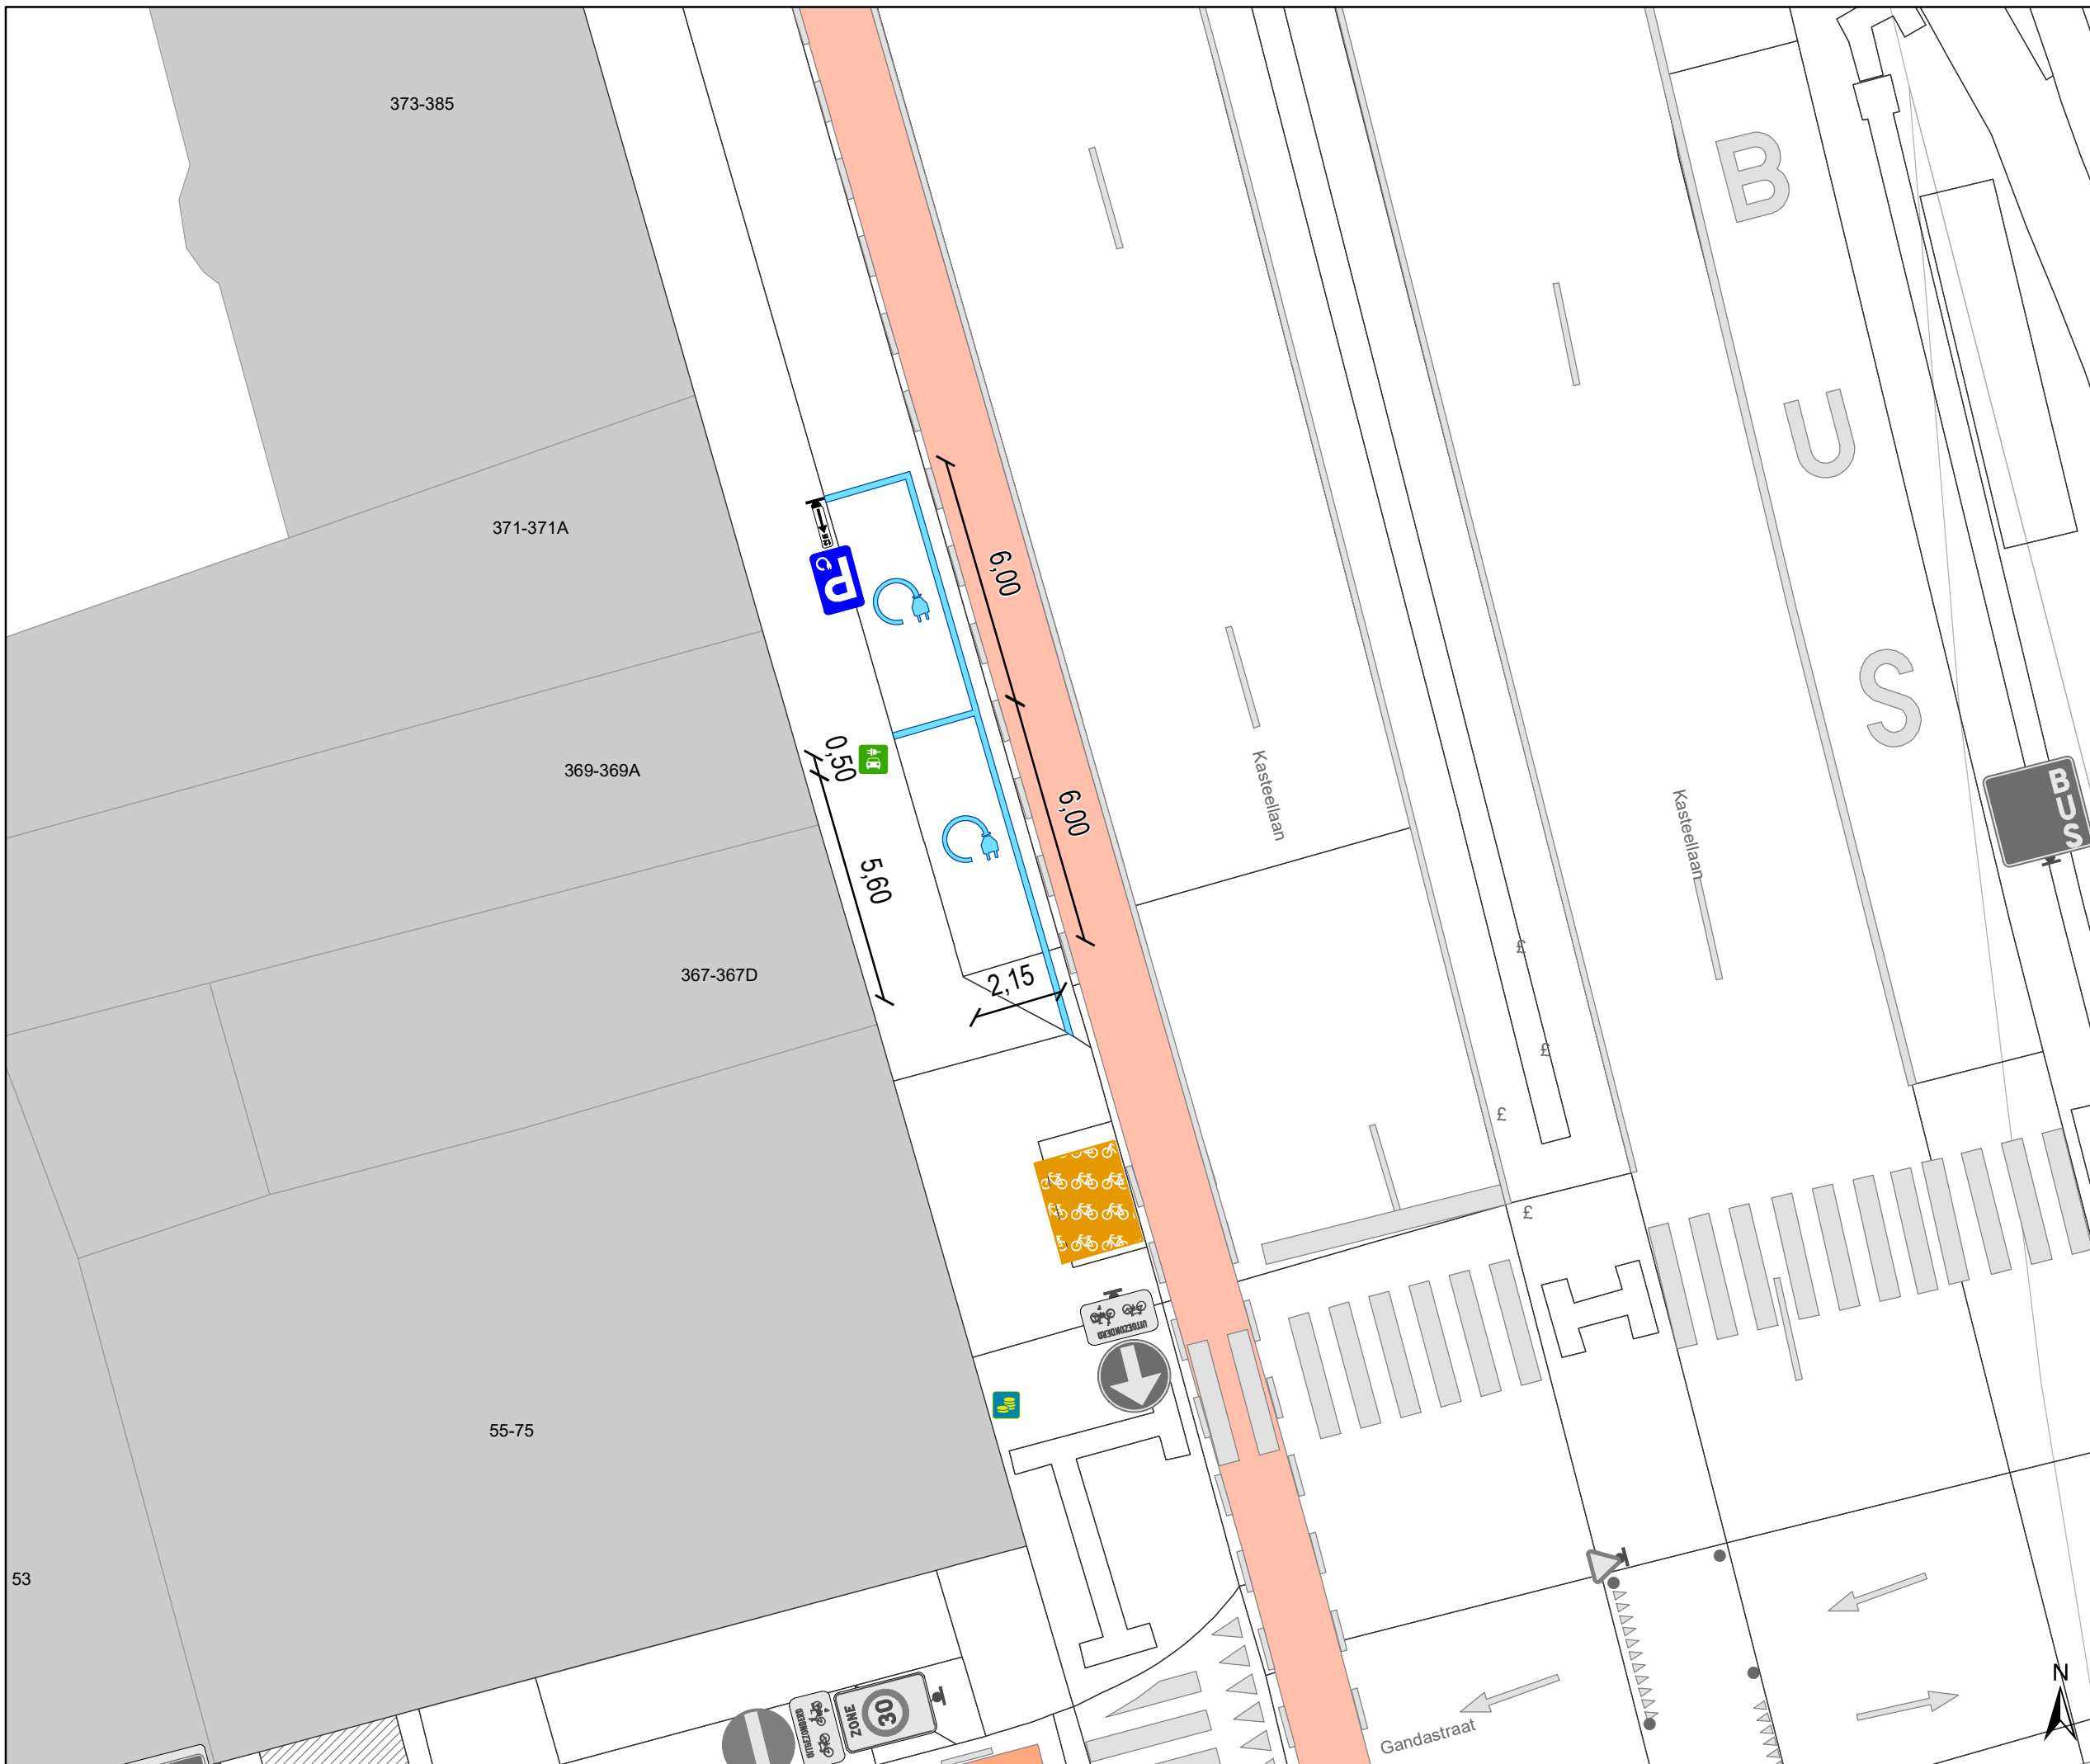 373-385
B
371-371A
U
6,00
P
S
0,50
369-369A
Kasteellaan
6,00
Kasteellaan
BUS
5,60
£
367-367D
2,15
£
£
£
UITGEZONDERD
55-75
53
N
ZONE
30
UITGEZONDERD
Gandastraat